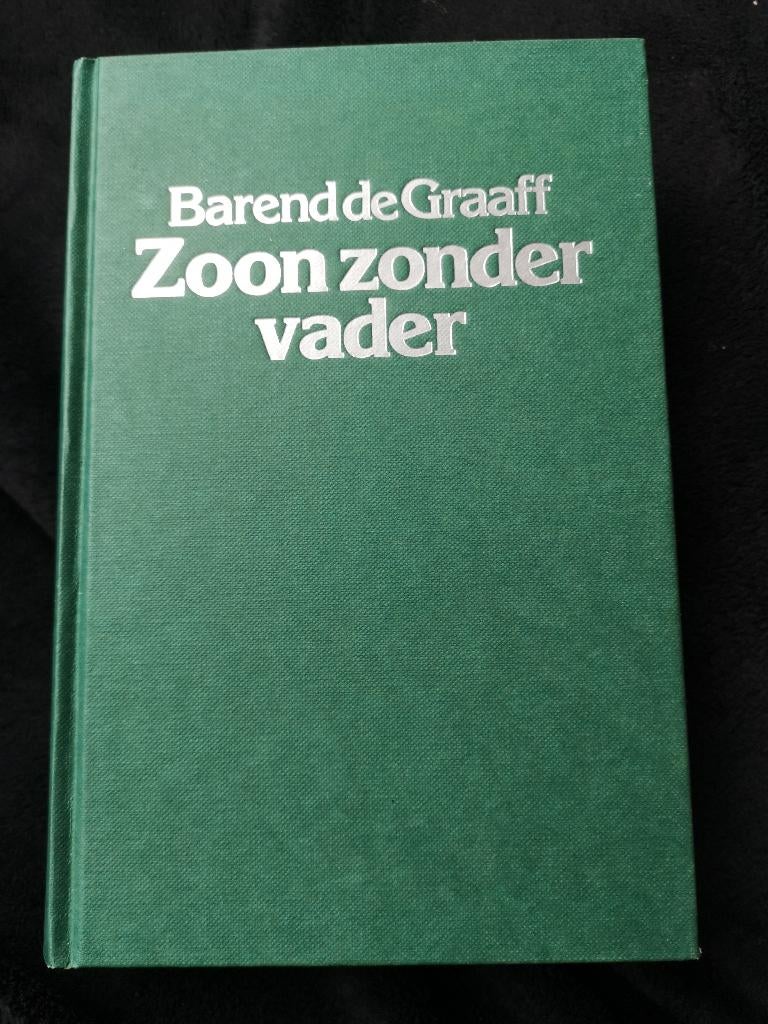 Barend de Graaff
Zoon zonder
vader